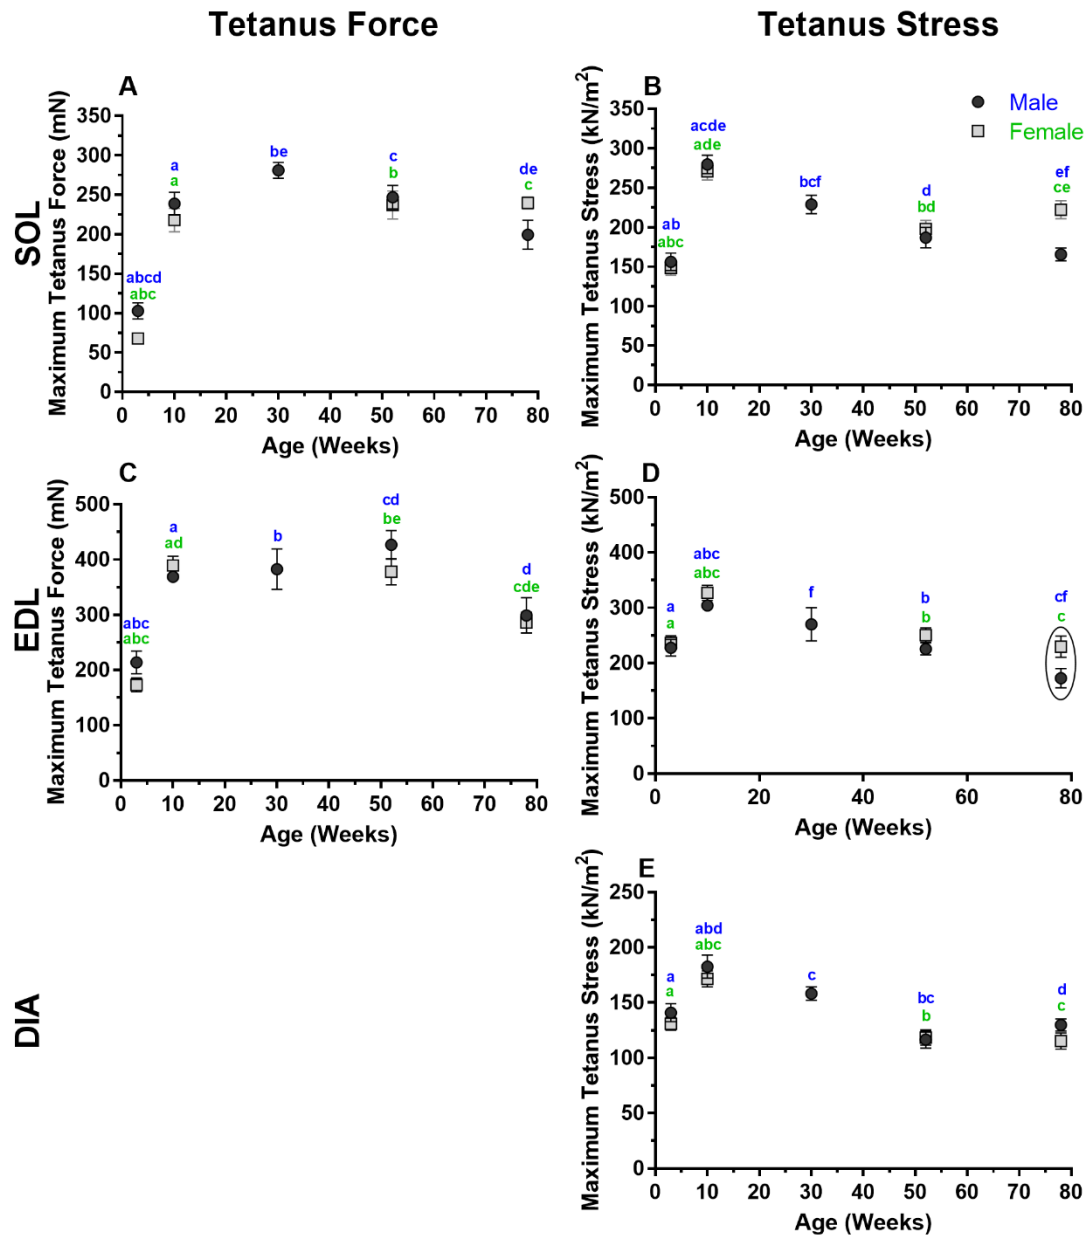 Tetanus Force
Tetanus Stress
SOL
A
Maximum Tetanus Force (mN)
350
300
250
200
150
100
50
0
abcd
abc
a
a
be
c
b
de
c
0 10 20 30 40 50 60 70 80
Age (Weeks)
B
Male
Female
Maximum Tetanus Stress (kN/m²)
350
300
250
200
150
100
50
0
ab
abc
acde
ade
bcf
d
bd
ef
ce
0 10 20 30 40 50 60 70 80
Age (Weeks)
EDL
C
Maximum Tetanus Force (mN)
500
400
300
200
100
0
abc
abc
a
ad
b
cd
be
d
cde
0 10 20 30 40 50 60 70 80
Age (Weeks)
D
Maximum Tetanus Stress (kN/m²)
500
400
300
200
100
0
a
a
abc
abc
f
b
b
cf
c
0 20 40 60 80
Age (Weeks)
DIA
E
Maximum Tetanus Stress (kN/m²)
250
200
150
100
50
0
a
a
abd
abc
c
bc
b
d
c
0 10 20 30 40 50 60 70 80
Age (Weeks)